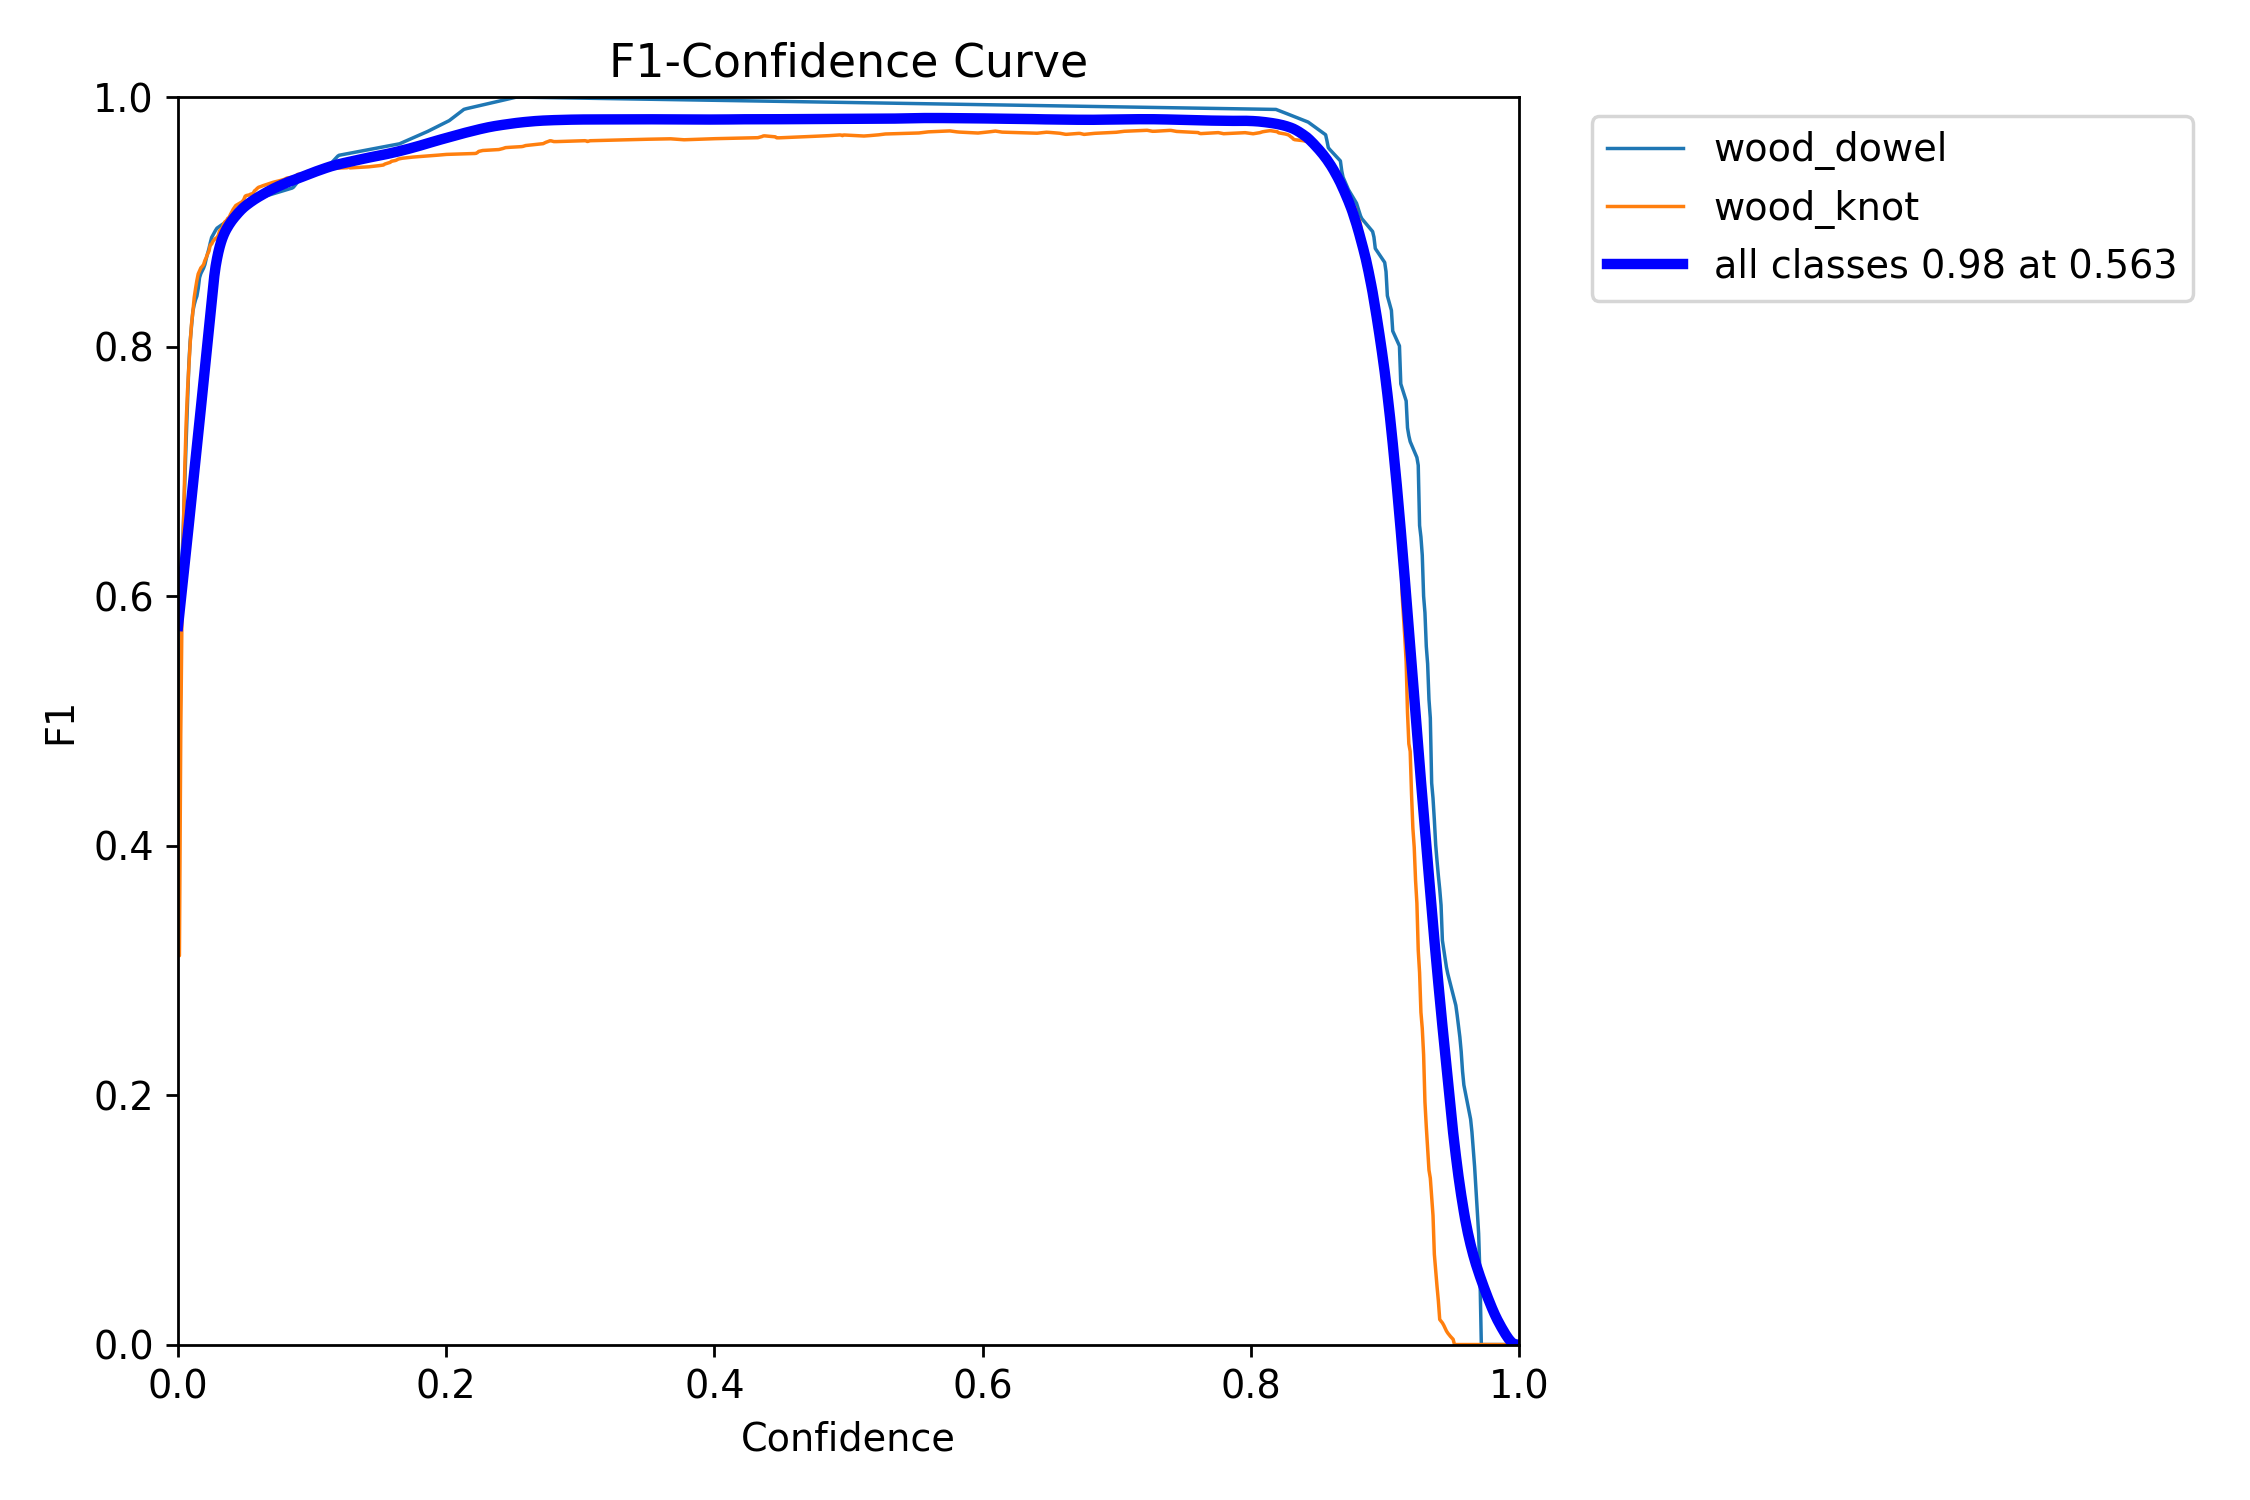 F1-Confidence Curve
1.0
0.8
0.6
0.4
0.2
0.0
F1
0.0 0.2 0.4 0.6 0.8 1.0
Confidence
wood_dowel
wood_knot
all classes 0.98 at 0.563